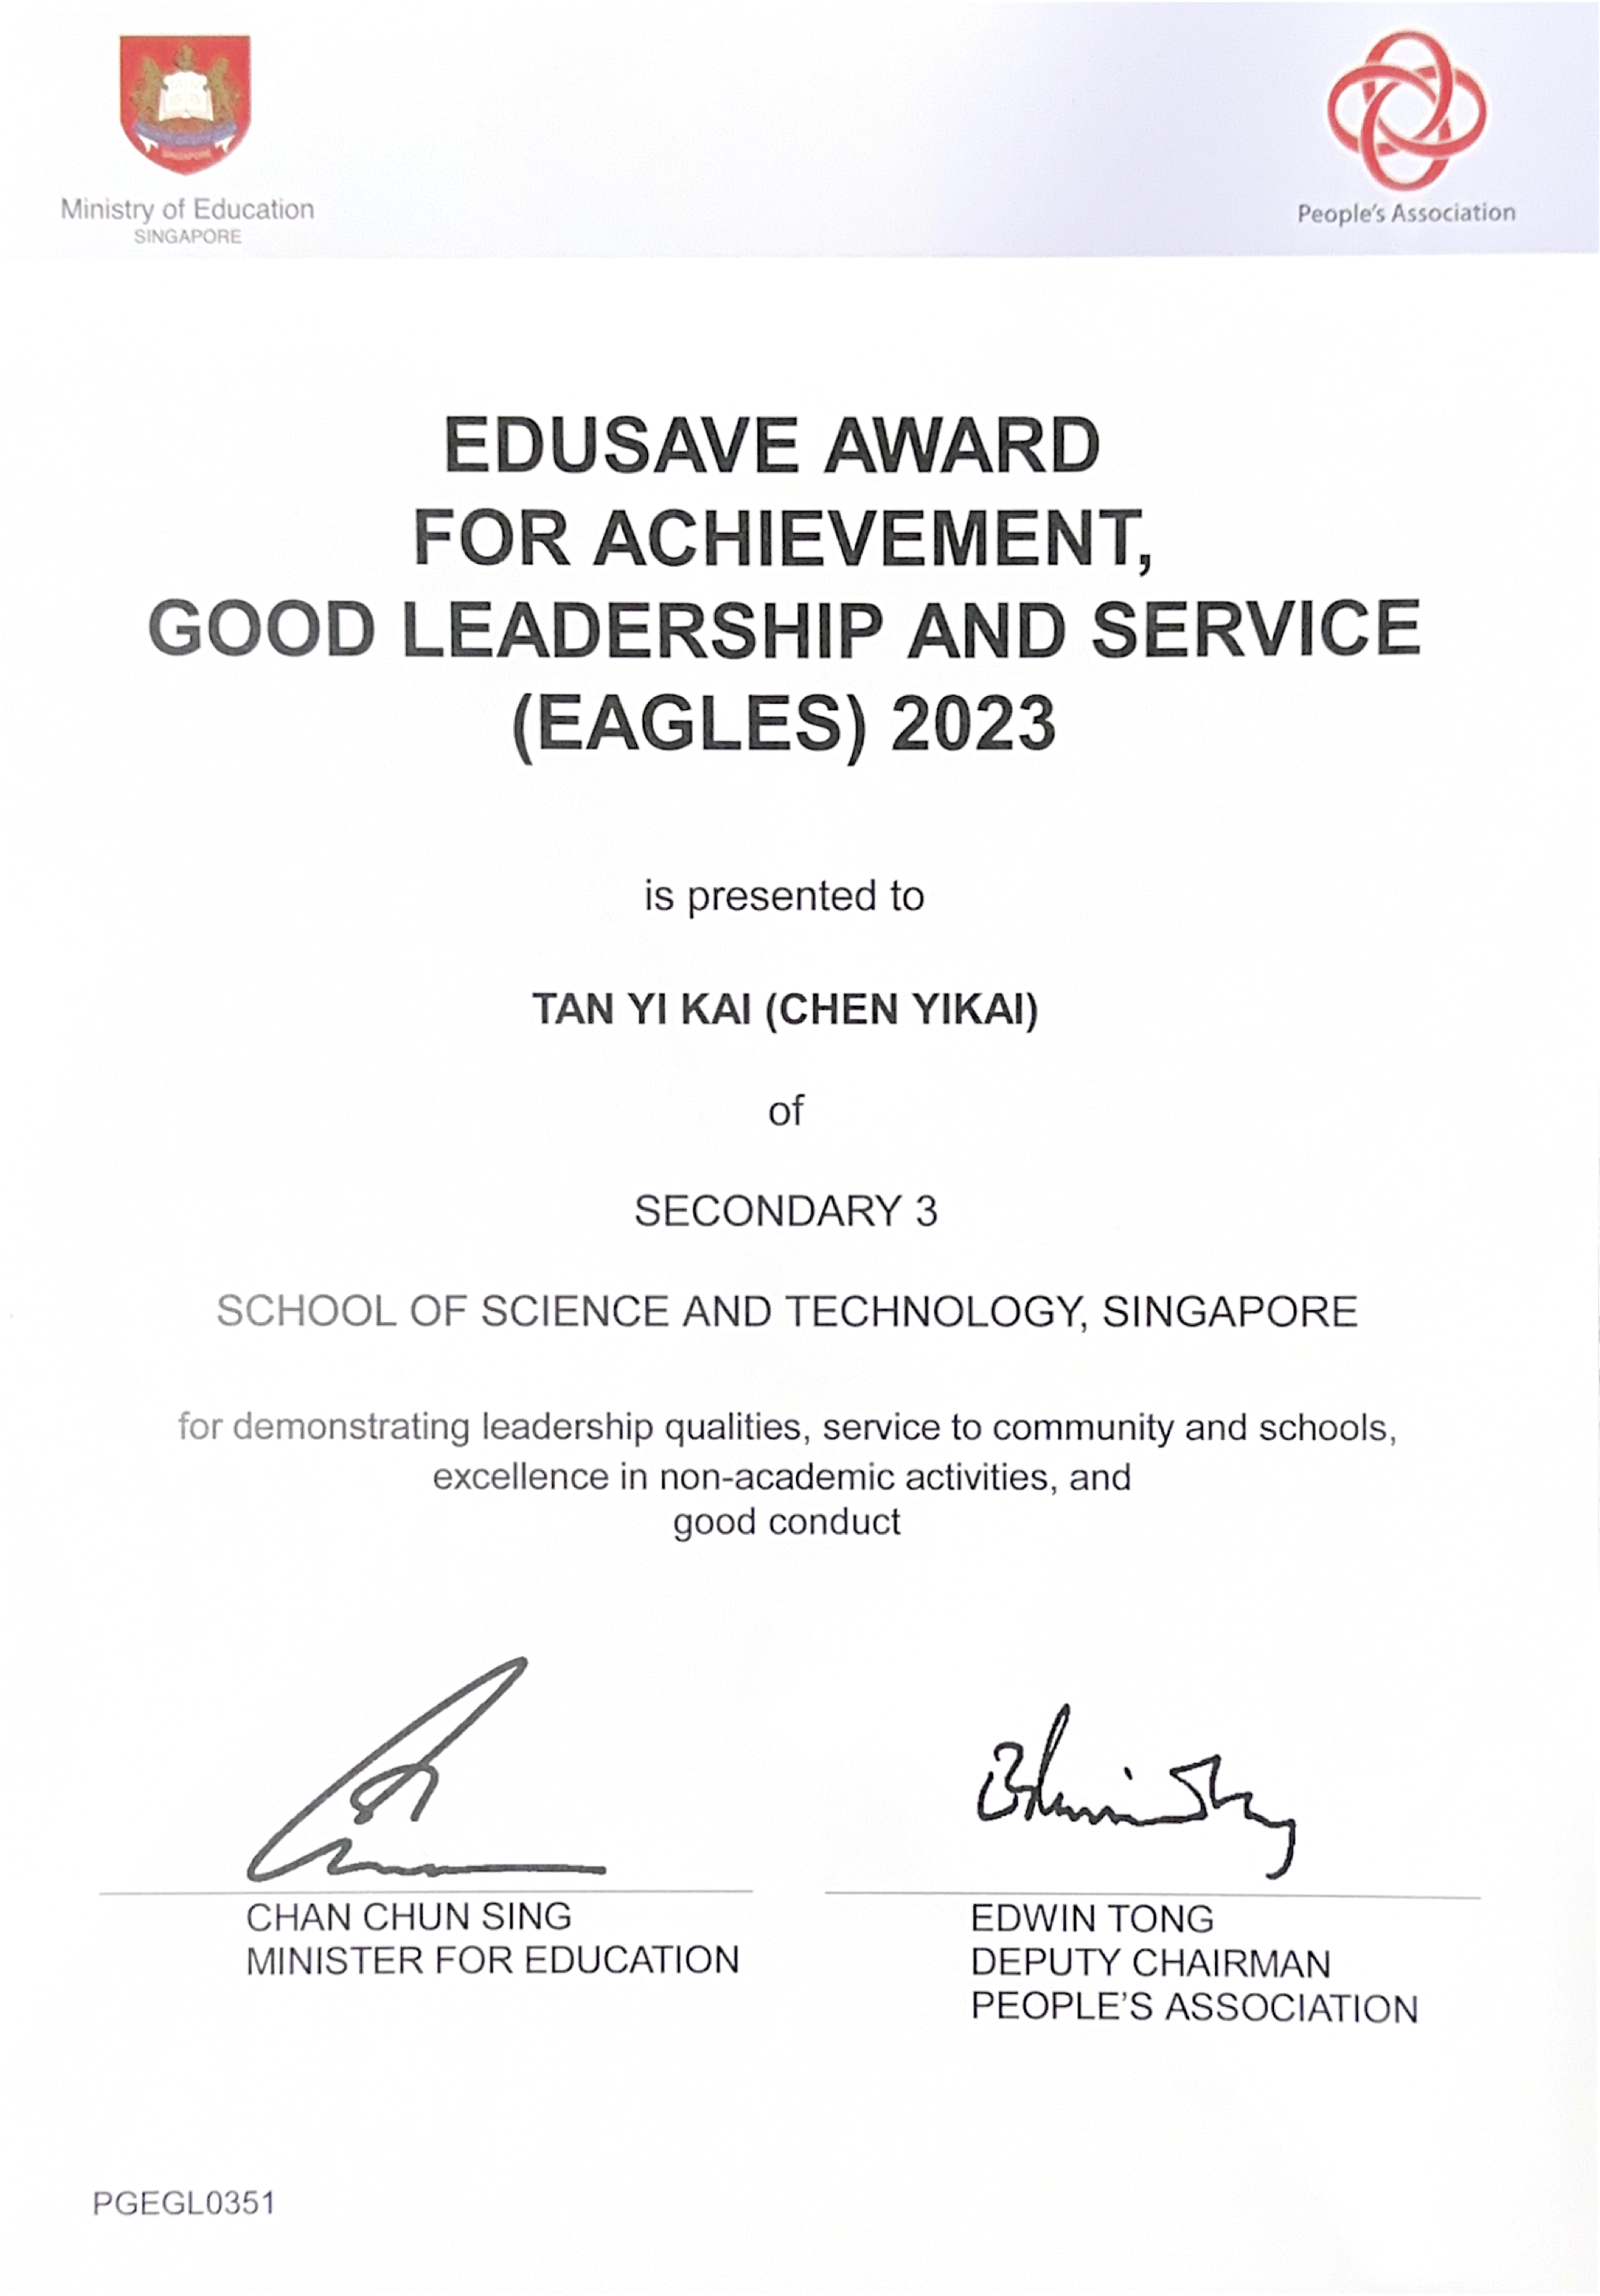 Ministry of Education
SINGAPORE
People's Association
EDUSAVE AWARD
FOR ACHIEVEMENT,
GOOD LEADERSHIP AND SERVICE
(EAGLES) 2023
is presented to
TAN YI KAI (CHEN YIKAI)
of
SECONDARY 3
SCHOOL OF SCIENCE AND TECHNOLOGY, SINGAPORE
for demonstrating leadership qualities, service to community and schools,
excellence in non-academic activities, and
good conduct
CHAN CHUN SING
MINISTER FOR EDUCATION
EDWIN TONG
DEPUTY CHAIRMAN
PEOPLE'S ASSOCIATION
PGEGL0351